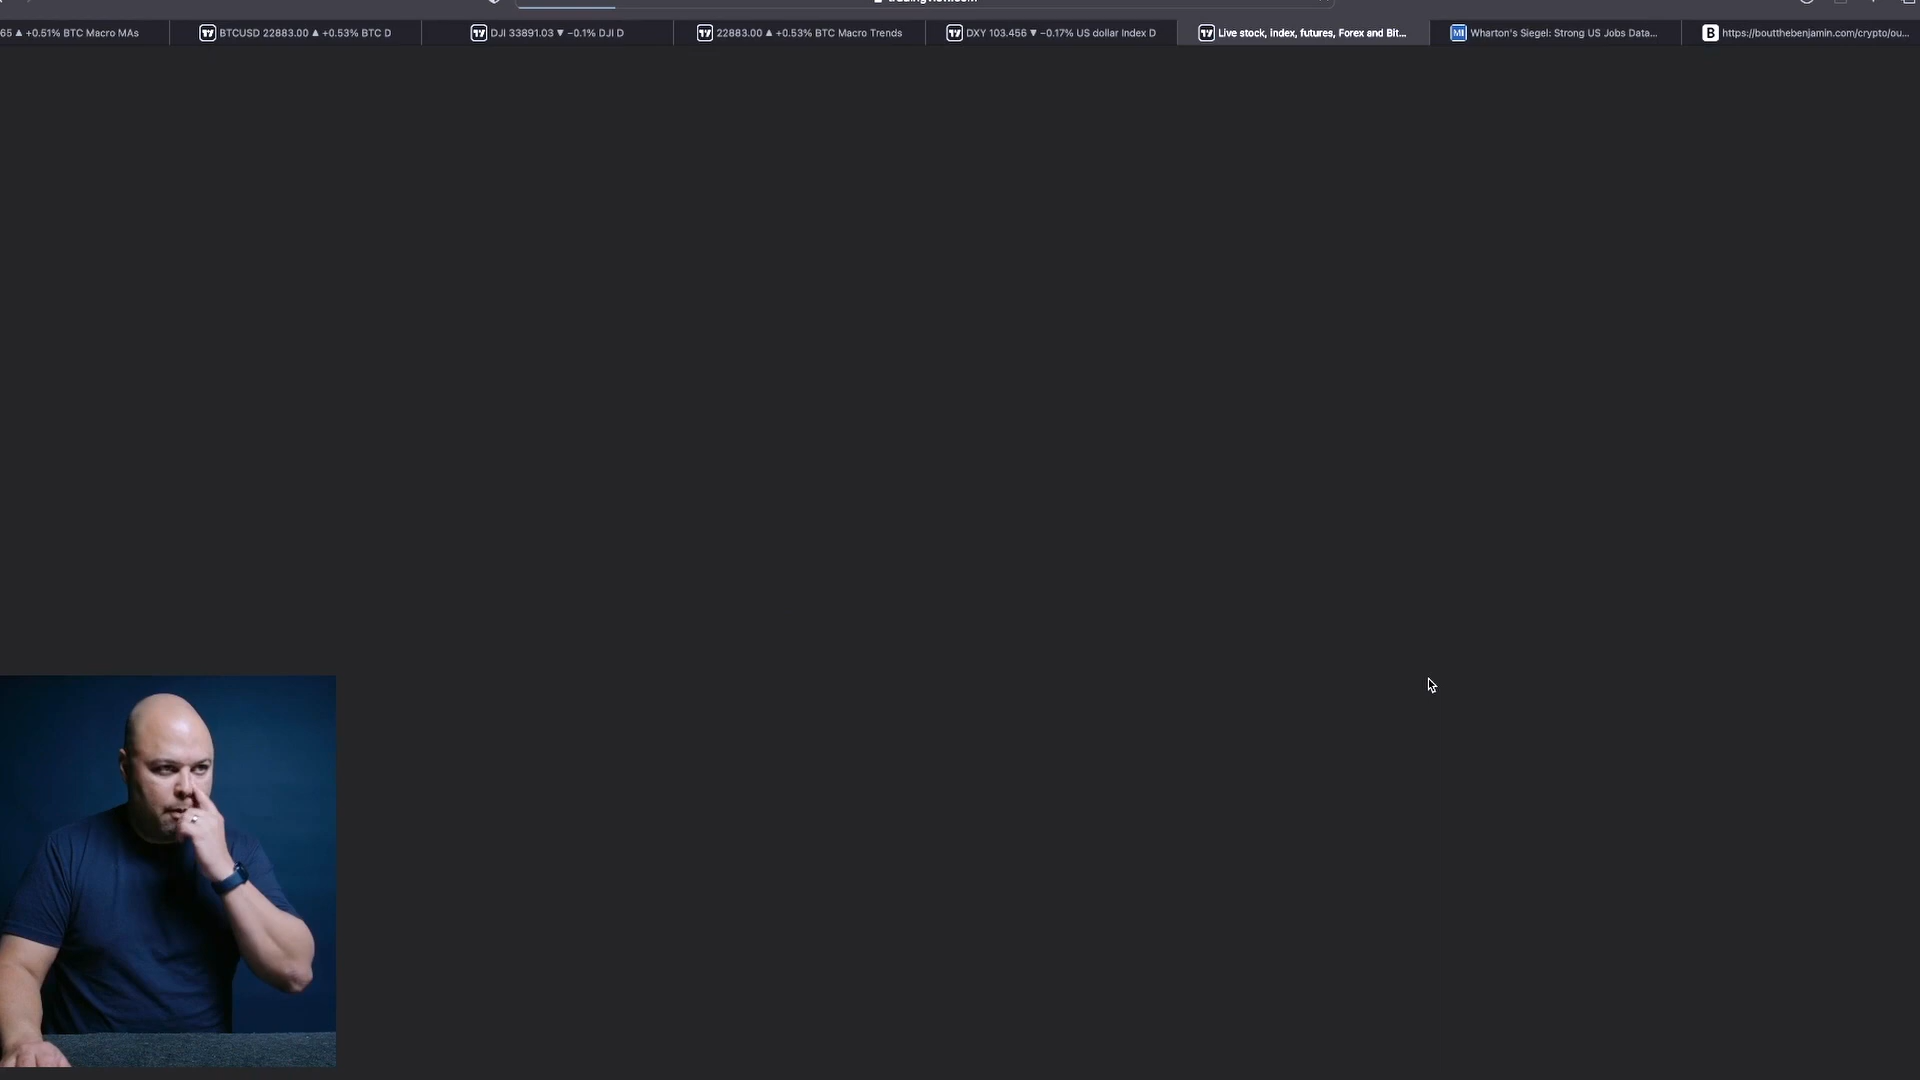 65 ▲ +0.51% BTC Macro MAs
BTCUSD 22883.00 ▲ +0.53% BTC D
DJI 33891.03 ▼ −0.1% DJI D
22883.00 ▲ +0.53% BTC Macro Trends
DXY 103.456 ▼ −0.17% US dollar Index D
Live stock, index, futures, Forex and Bit...
MI Wharton's Siegel: Strong US Jobs Data...
B https://boutthebenjamin.com/crypto/ou...